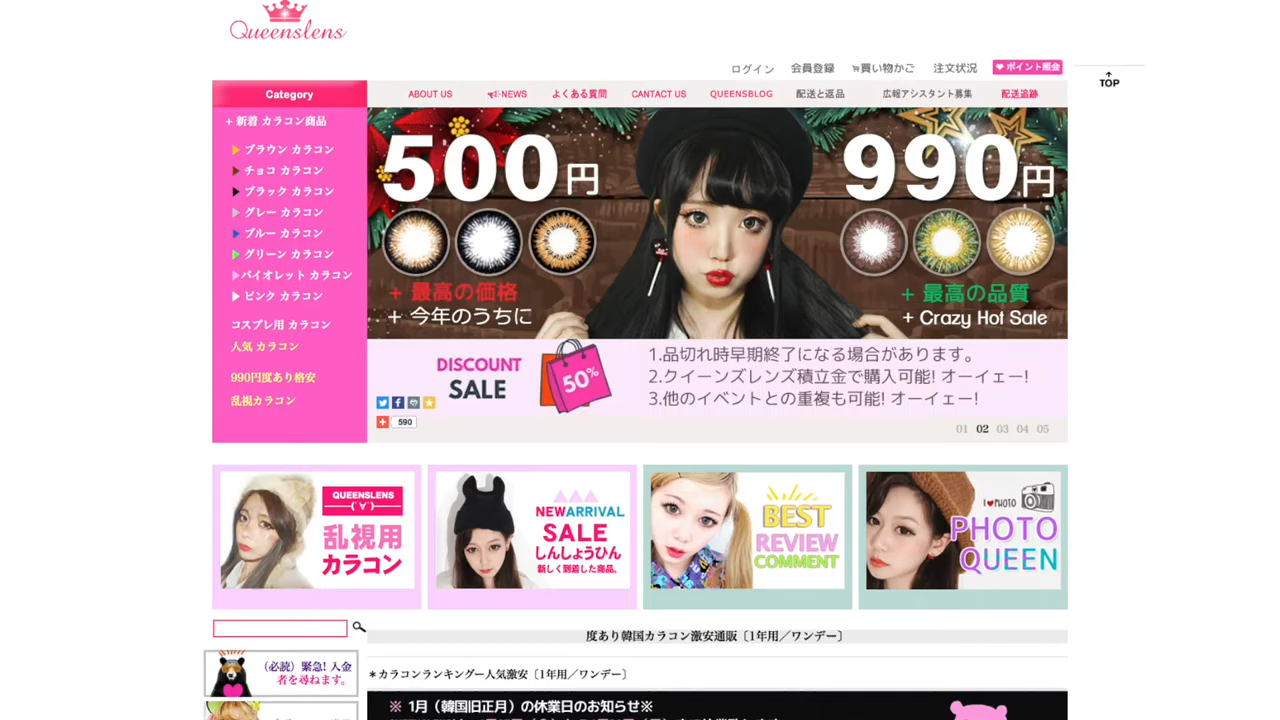 Queenslens
ログイン 会員登録 買い物かご 注文状況 ポイント照会
TOP
Category
ABOUT US NEWS よくある質問 CANTACT US QUEENSBLOG 配送と返品 広報アシスタント募集 配送追跡
+ 新着 カラコン商品
ブラウン カラコン
チョコ カラコン
ブラック カラコン
グレー カラコン
ブルー カラコン
グリーン カラコン
バイオレット カラコン
ピンク カラコン
コスプレ用 カラコン
人気 カラコン
990円度あり格安
乱視カラコン
500円
+ 最高の価格
+ 今年のうちに
990円
+ 最高の品質
+ Crazy Hot Sale
DISCOUNT
SALE
50%
1.品切れ時早期終了になる場合があります。
2.クイーンズレンズ積立金で購入可能! オーイェー!
3.他のイベントとの重複も可能! オーイェー!
590
01 02 03 04 05
QUEENSLENS
乱視用
カラコン
NEWARRIVAL
SALE
しんしょうひん
新しく到着した商品。
BEST
REVIEW
COMMENT
I PHOTO
PHOTO
QUEEN
度あり韓国カラコン激安通販〔1年用／ワンデー〕
(必読) 緊急! 入金
者を尋ねます。
＊カラコンランキングー人気激安〔1年用／ワンデー〕
※ 1月（韓国旧正月）の休業日のお知らせ※